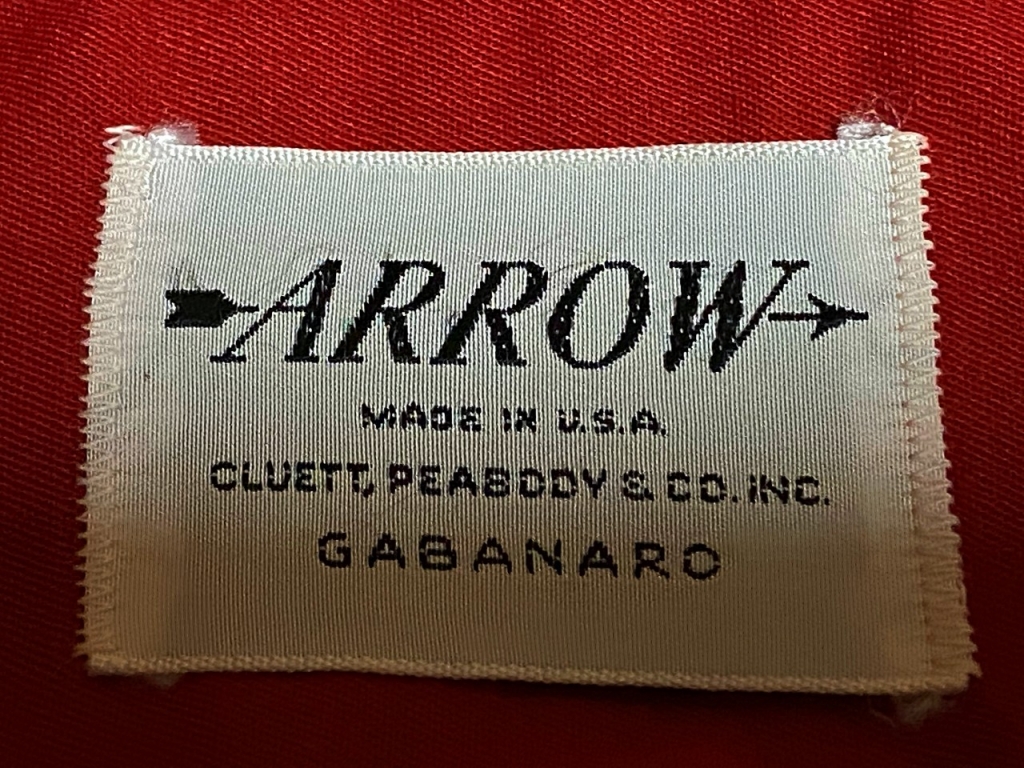 ARROW
MADE IN U.S.A.
CLUETT, PEABODY & CO. INC.
GABANARO